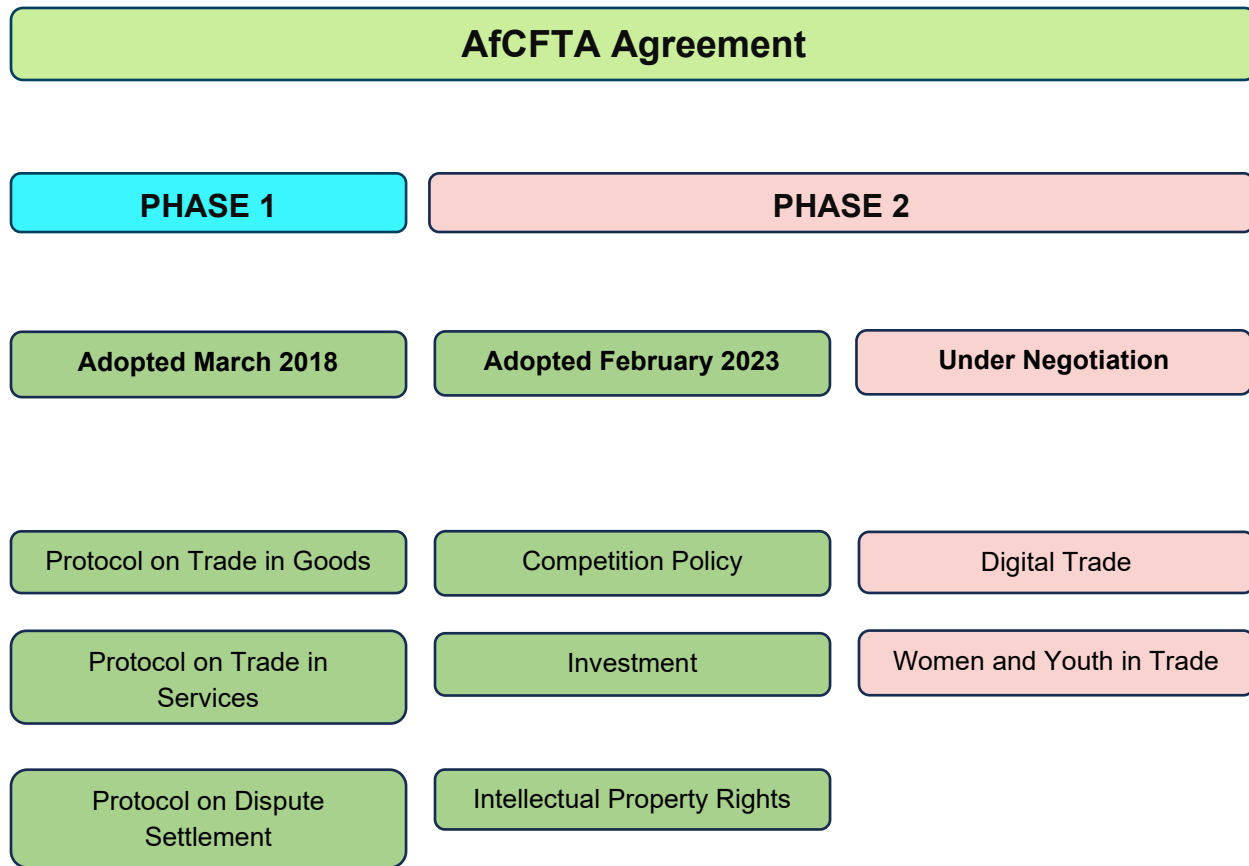 AfCFTA Agreement
PHASE 1
PHASE 2
Adopted March 2018
Adopted February 2023
Under Negotiation
Protocol on Trade in Goods
Competition Policy
Digital Trade
Protocol on Trade in
Services
Investment
Women and Youth in Trade
Protocol on Dispute
Settlement
Intellectual Property Rights